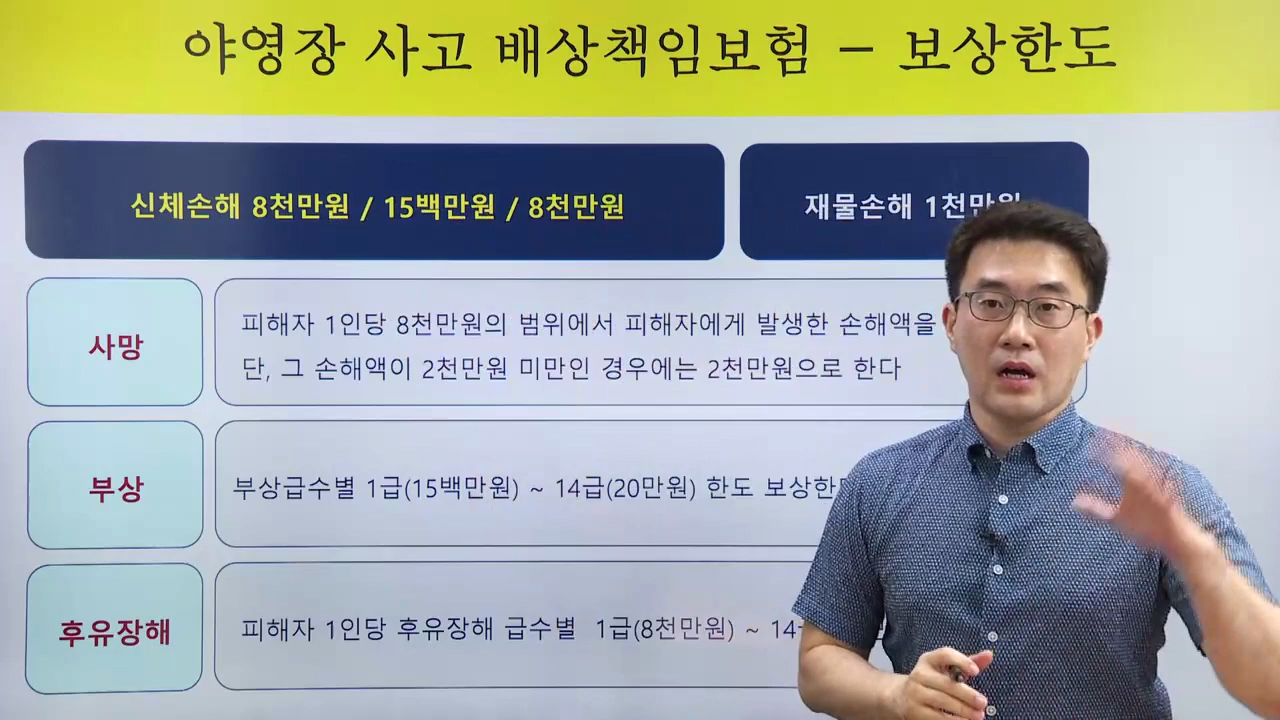 야영장 사고 배상책임보험 - 보상한도
신체손해 8천만원 / 15백만원 / 8천만원
재물손해 1천만원
사망
피해자 1인당 8천만원의 범위에서 피해자에게 발생한 손해액을
단, 그 손해액이 2천만원 미만인 경우에는 2천만원으로 한다
부상
부상급수별 1급(15백만원) ~ 14급(20만원) 한도 보상한
후유장해
피해자 1인당 후유장해 급수별 1급(8천만원) ~